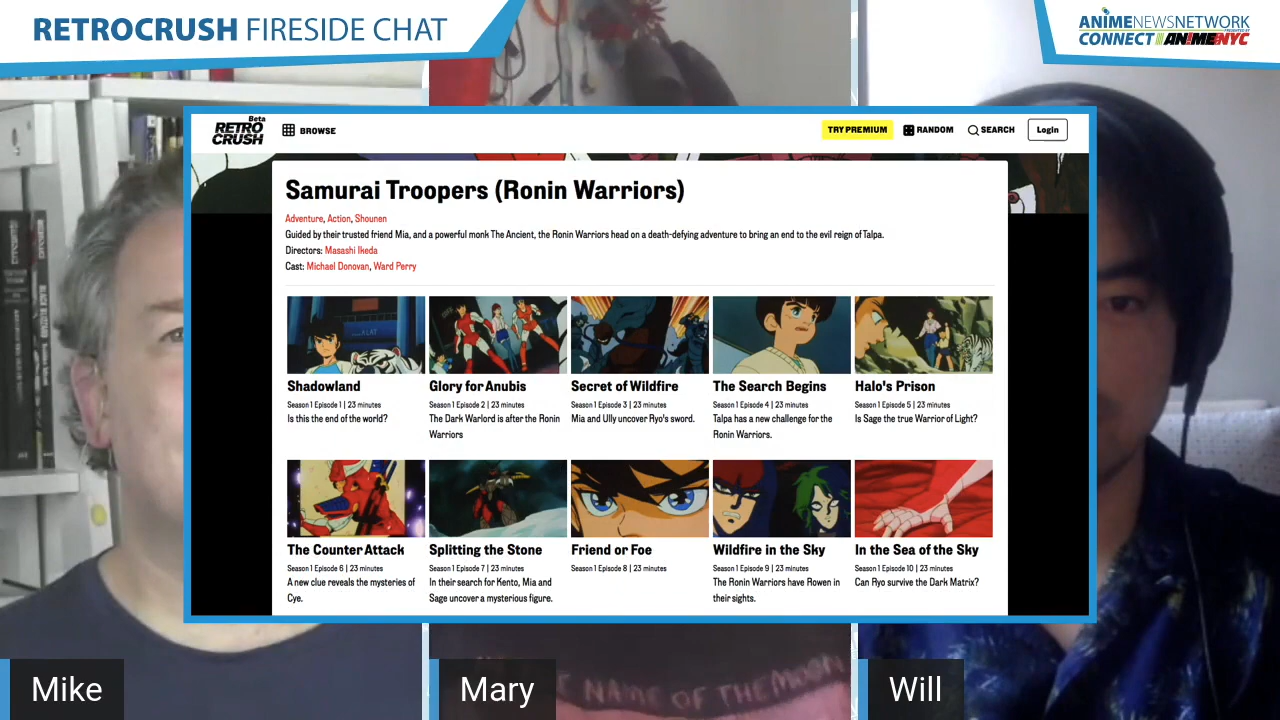 RETROCRUSH FIRESIDE CHAT
ANIMENEWSNETWORK
PRESENTED BY
CONNECT ANIMENYC
Beta
RETRO
CRUSH
BROWSE
TRY PREMIUM
RANDOM
SEARCH
Login
Samurai Troopers (Ronin Warriors)
Adventure, Action, Shounen
Guided by their trusted friend Mia, and a powerful monk The Ancient, the Ronin Warriors head on a death-defying adventure to bring an end to the evil reign of Talpa.
Directors: Masashi Ikeda
Cast: Michael Donovan, Ward Perry
Shadowland
Season 1 Episode 1 | 23 minutes
Is this the end of the world?
Glory for Anubis
Season 1 Episode 2 | 23 minutes
The Dark Warlord is after the Ronin
Warriors
Secret of Wildfire
Season 1 Episode 3 | 23 minutes
Mia and Ully uncover Ryo's sword.
The Search Begins
Season 1 Episode 4 | 23 minutes
Talpa has a new challenge for the
Ronin Warriors.
Halo's Prison
Season 1 Episode 5 | 23 minutes
Is Sage the true Warrior of Light?
The Counter Attack
Season 1 Episode 6 | 23 minutes
A new clue reveals the mysteries of
Cye.
Splitting the Stone
Season 1 Episode 7 | 23 minutes
In their search for Kento, Mia and
Sage uncover a mysterious figure.
Friend or Foe
Season 1 Episode 8 | 23 minutes
Wildfire in the Sky
Season 1 Episode 9 | 23 minutes
The Ronin Warriors have Rowen in
their sights.
In the Sea of the Sky
Season 1 Episode 10 | 23 minutes
Can Ryo survive the Dark Matrix?
NAME OF THE MOON
Mike
Mary
Will